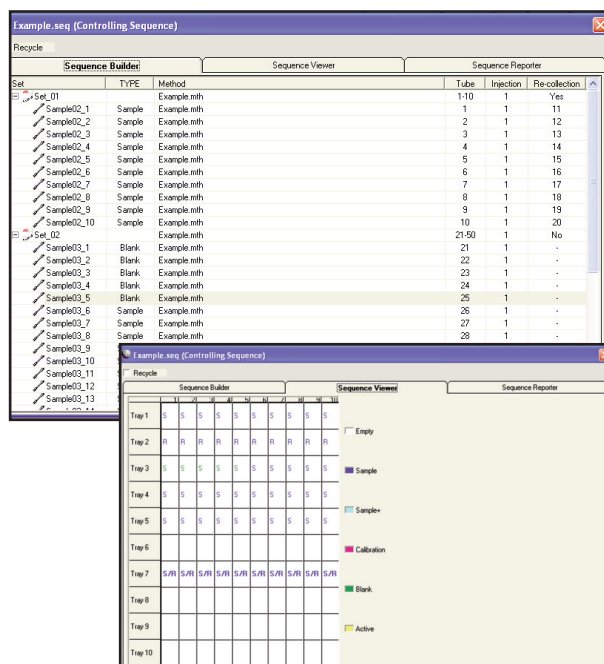 Example.seq (Controlling Sequence)
Recycle
Sequence Builder Sequence Viewer Sequence Reporter
Set TYPE Method Tube Injection Re-collection
Set_01 Example.mth 1-10 1 Yes
Sample02_1 Sample Example.mth 1 1 11
Sample02_2 Sample Example.mth 2 1 12
Sample02_3 Sample Example.mth 3 1 13
Sample02_4 Sample Example.mth 4 1 14
Sample02_5 Sample Example.mth 5 1 15
Sample02_6 Sample Example.mth 6 1 16
Sample02_7 Sample Example.mth 7 1 17
Sample02_8 Sample Example.mth 8 1 18
Sample02_9 Sample Example.mth 9 1 19
Sample02_10 Sample Example.mth 10 1 20
Set_02 Example.mth 21-50 1 No
Sample03_1 Blank Example.mth 21 1 -
Sample03_2 Blank Example.mth 22 1 -
Sample03_3 Blank Example.mth 23 1 -
Sample03_4 Blank Example.mth 24 1 -
Sample03_5 Blank Example.mth 25 1 -
Sample03_6 Sample Example.mth 26 1 -
Sample03_7 Sample Example.mth 27 1 -
Sample03_8 Sample Example.mth 28 1 -
Sample03_9
Sample03_10
Sample03_11
Sample03_12
Sample03_13
Example.seq (Controlling Sequence)
Recycle
Sequence Builder Sequence Viewer Sequence Reporter
Tray 1 S S S S S S S S S S
Tray 2 R R R R R R R R R R
Tray 3 S S S S S S S S S S
Tray 4 S S S S S S S S S S
Tray 5 S S S S S S S S S S
Tray 6
Tray 7 S/R S/R S/R S/R S/R S/R S/R S/R S/R S/R
Tray 8
Tray 9
Tray 10
Empty
Sample
Sample+
Calibration
Blank
Active